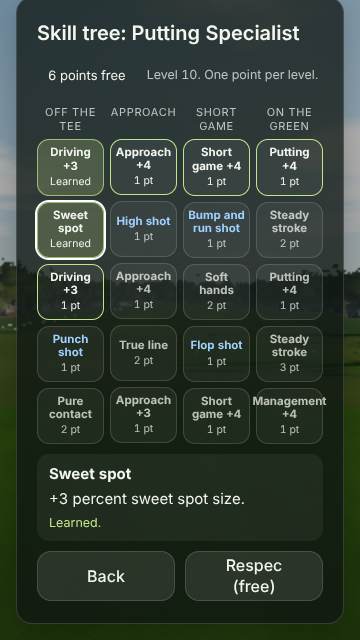 Skill tree: Putting Specialist
6 points free
Level 10. One point per level.
OFF THE
TEE
APPROACH
SHORT
GAME
ON THE
GREEN
Driving
+3
Learned
Approach
+4
1 pt
Short
game +4
1 pt
Putting
+4
1 pt
Sweet
spot
Learned
High shot
1 pt
Bump and
run shot
1 pt
Steady
stroke
2 pt
Driving
+3
1 pt
Approach
+4
1 pt
Soft
hands
2 pt
Putting
+4
1 pt
Punch
shot
1 pt
True line
2 pt
Flop shot
1 pt
Steady
stroke
3 pt
Pure
contact
2 pt
Approach
+3
1 pt
Short
game +4
1 pt
Management
+4
1 pt
Sweet spot
+3 percent sweet spot size.
Learned.
Back
Respec
(free)